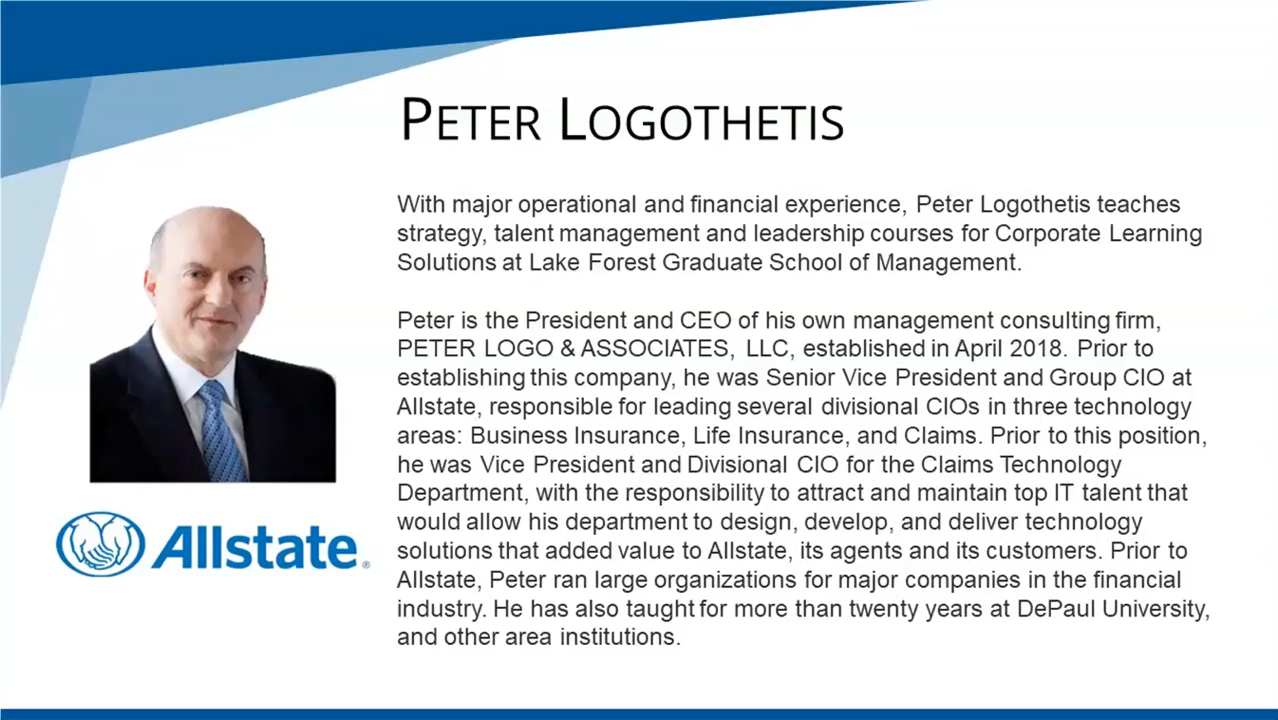 PETER LOGOTHETIS
With major operational and financial experience, Peter Logothetis teaches
strategy, talent management and leadership courses for Corporate Learning
Solutions at Lake Forest Graduate School of Management.
Peter is the President and CEO of his own management consulting firm,
PETER LOGO & ASSOCIATES, LLC, established in April 2018. Prior to
establishing this company, he was Senior Vice President and Group CIO at
Allstate, responsible for leading several divisional CIOs in three technology
areas: Business Insurance, Life Insurance, and Claims. Prior to this position,
he was Vice President and Divisional CIO for the Claims Technology
Department, with the responsibility to attract and maintain top IT talent that
would allow his department to design, develop, and deliver technology
solutions that added value to Allstate, its agents and its customers. Prior to
Allstate, Peter ran large organizations for major companies in the financial
industry. He has also taught for more than twenty years at DePaul University,
and other area institutions.
Allstate®